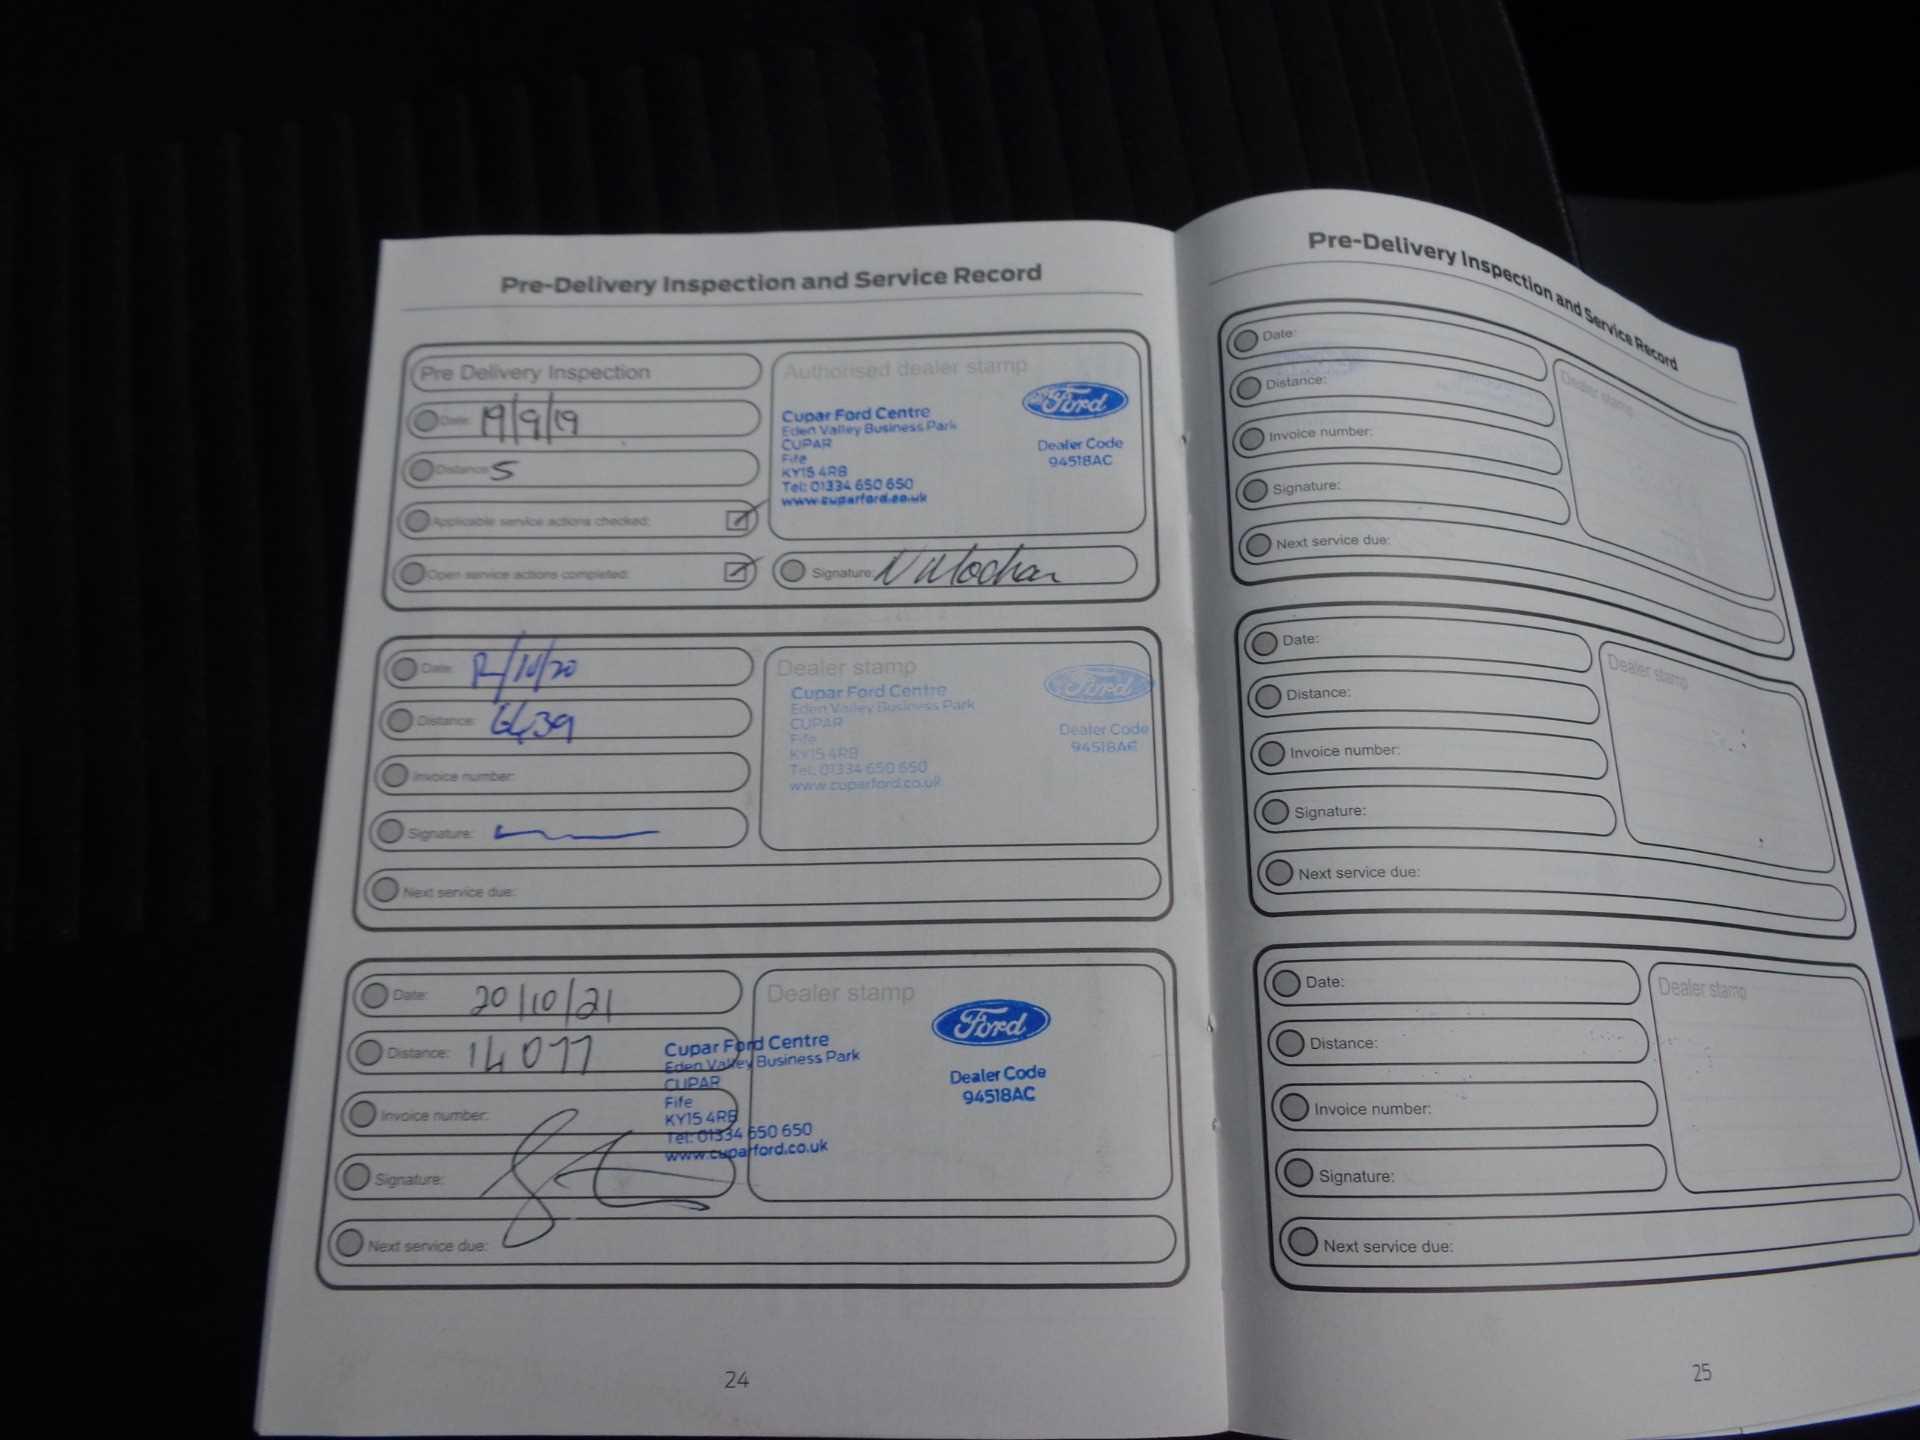 Pre-Delivery Inspection and Service Record
Pre Delivery Inspection
Date: 19/9/19
Distance: 5
Applicable service actions checked:
Open service actions completed:
Authorised dealer stamp
Ford
Cupar Ford Centre
Eden Valley Business Park
CUPAR
Fife
KY15 4RB
Tel: 01334 650 650
www.cuparford.co.uk
Dealer Code
94518AC
Signature:
Date: /10/20
Distance: 6439
Invoice number:
Signature:
Next service due:
Dealer stamp
Cupar Ford Centre
Eden Valley Business Park
CUPAR
Fife
KY15 4RB
Tel: 01334 650 650
www.cuparford.co.uk
Ford
Dealer Code
94518AC
Date: 20/10/21
Distance: 14077
Invoice number:
Signature:
Next service due:
Dealer stamp
Cupar Ford Centre
Eden Valley Business Park
CUPAR
Fife
KY15 4RB
Tel: 01334 650 650
www.cuparford.co.uk
Ford
Dealer Code
94518AC
24
Pre-Delivery Inspection and Service Record
Date:
Distance:
Invoice number:
Signature:
Next service due:
Dealer stamp
Date:
Distance:
Invoice number:
Signature:
Next service due:
Dealer stamp
Date:
Distance:
Invoice number:
Signature:
Next service due:
Dealer stamp
25